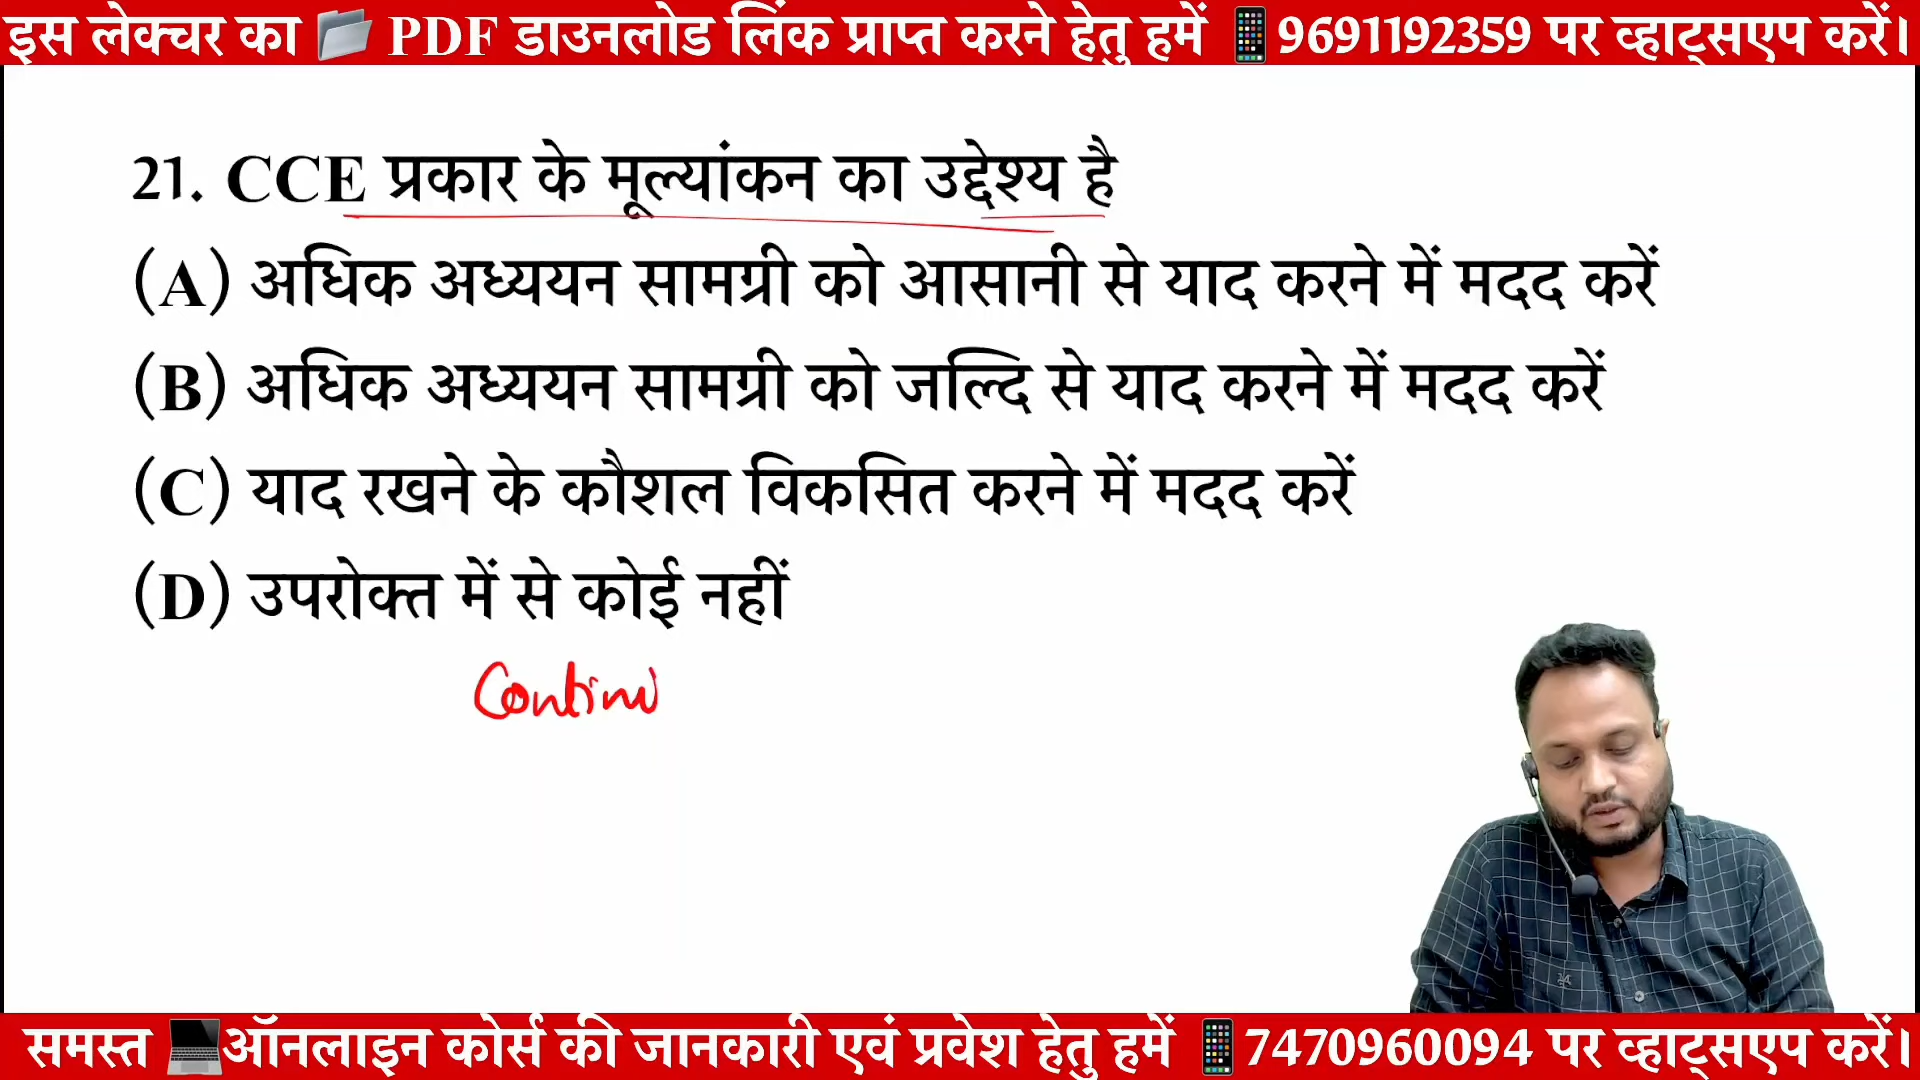 इस लेक्चर का PDF डाउनलोड लिंक प्राप्त करने हेतु हमें 9691192359 पर व्हाट्सएप करें।
21. CCE प्रकार के मूल्यांकन का उद्देश्य है
(A) अधिक अध्ययन सामग्री को आसानी से याद करने में मदद करें
(B) अधिक अध्ययन सामग्री को जल्दि से याद करने में मदद करें
(C) याद रखने के कौशल विकसित करने में मदद करें
(D) उपरोक्त में से कोई नहीं
Continu
समस्त ऑनलाइन कोर्स की जानकारी एवं प्रवेश हेतु हमें 7470960094 पर व्हाट्सएप करें।